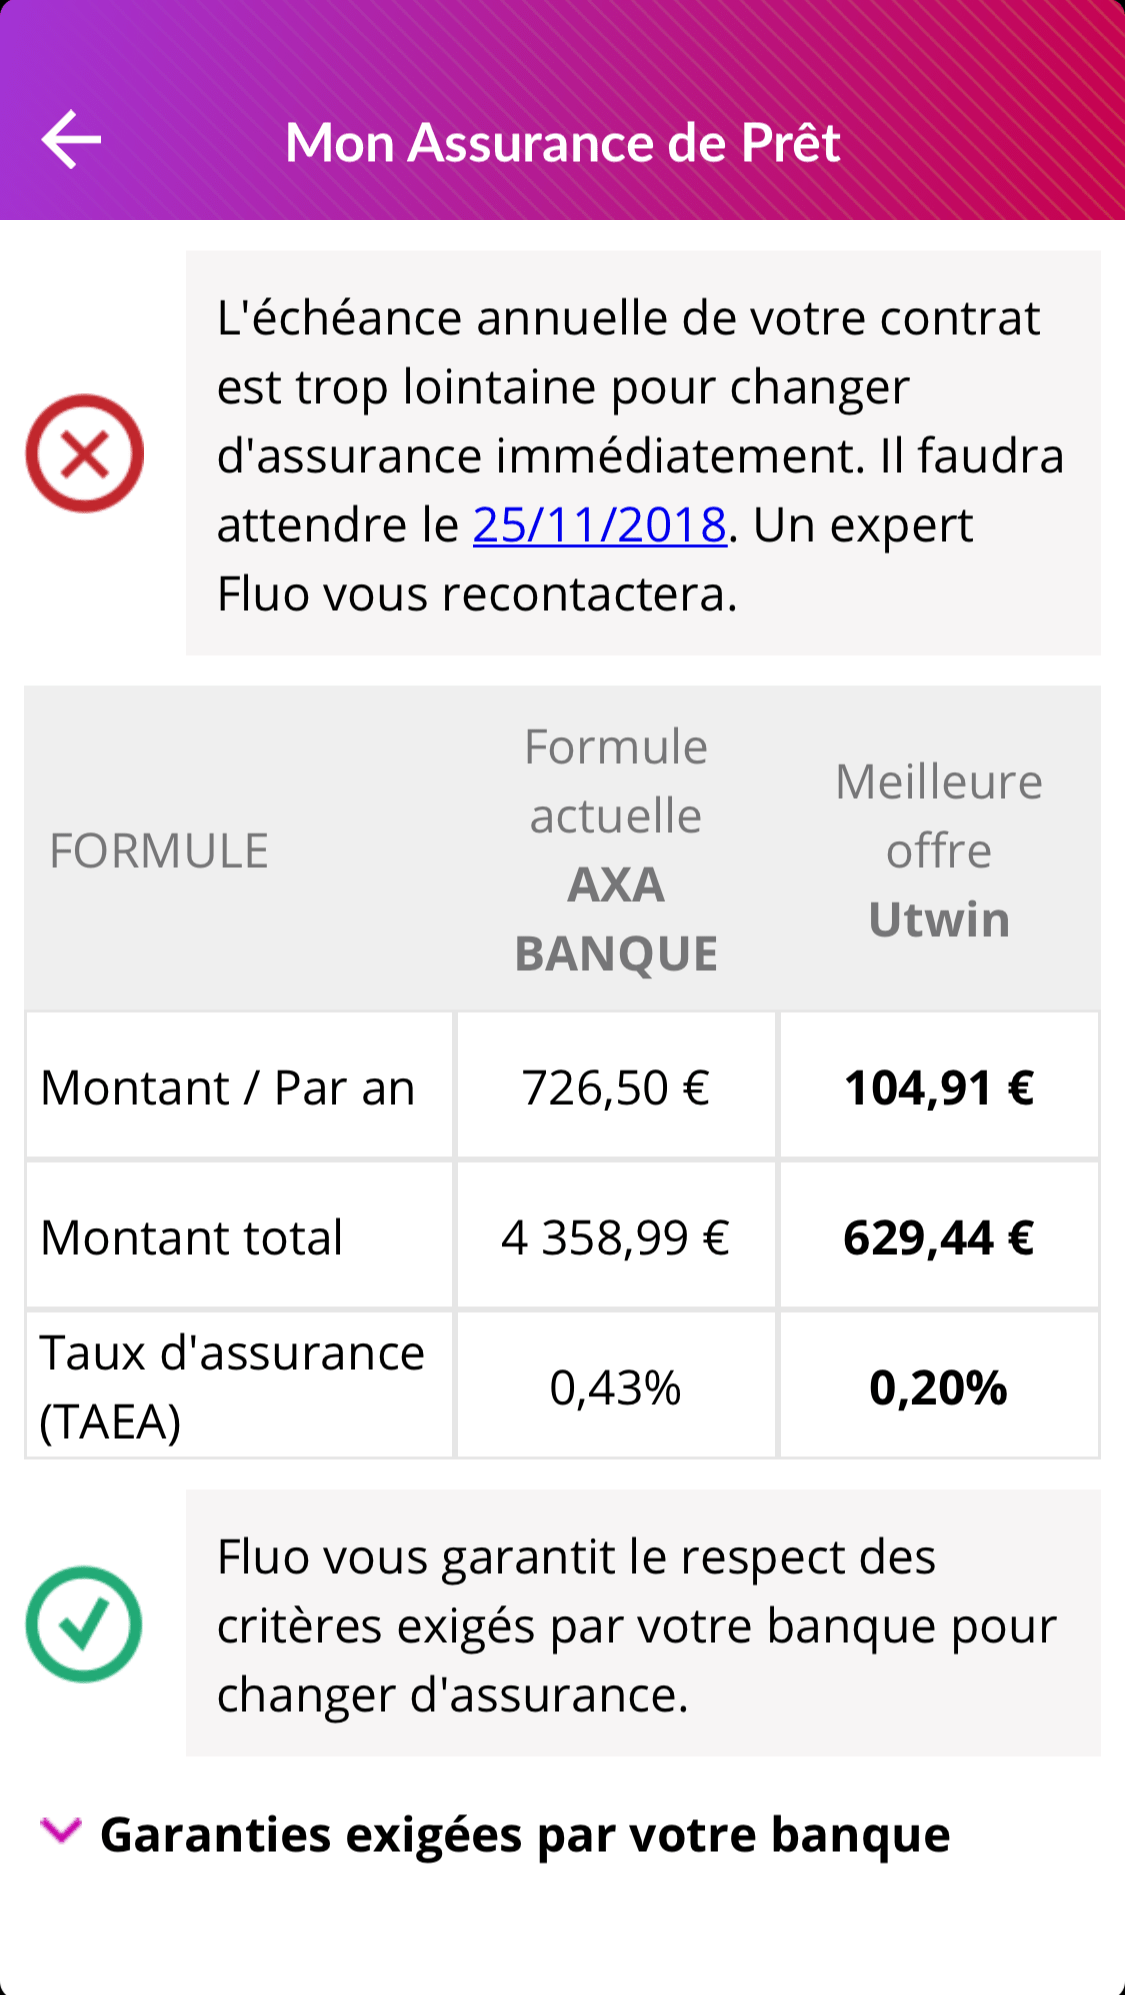 Mon Assurance de Prêt
L'échéance annuelle de votre contrat
est trop lointaine pour changer
d'assurance immédiatement. Il faudra
attendre le 25/11/2018. Un expert
Fluo vous recontactera.
FORMULE
Formule
actuelle
AXA
BANQUE
Meilleure
offre
Utwin
Montant / Par an
726,50 €
104,91 €
Montant total
4 358,99 €
629,44 €
Taux d'assurance
(TAEA)
0,43%
0,20%
Fluo vous garantit le respect des
critères exigés par votre banque pour
changer d'assurance.
Garanties exigées par votre banque